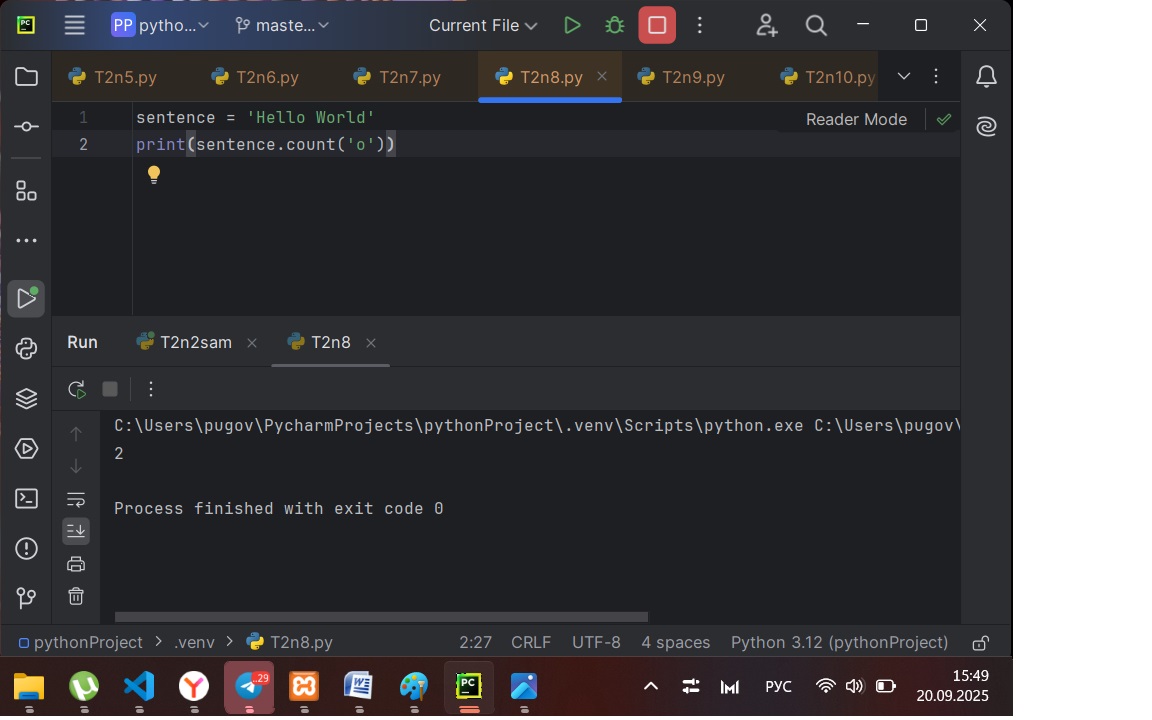 PC PP pytho... maste... Current File
T2n5.py T2n6.py T2n7.py T2n8.py T2n9.py T2n10.py
1 sentence = 'Hello World'
Reader Mode
2 print(sentence.count('o'))
Run T2n2sam T2n8
C:\Users\pugov\PycharmProjects\pythonProject\.venv\Scripts\python.exe C:\Users\pugov\
2
Process finished with exit code 0
pythonProject > .venv > T2n8.py 2:27 CRLF UTF-8 4 spaces Python 3.12 (pythonProject)
..29 PC РУС 15:49
20.09.2025